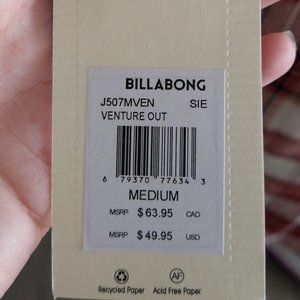 BILLABONG
J507MVEN SIE
VENTURE OUT
6 79370 77634 3
MEDIUM
MSRP $63.95 CAD
MSRP $49.95 USD
AF
Recycled Paper Acid Free Paper